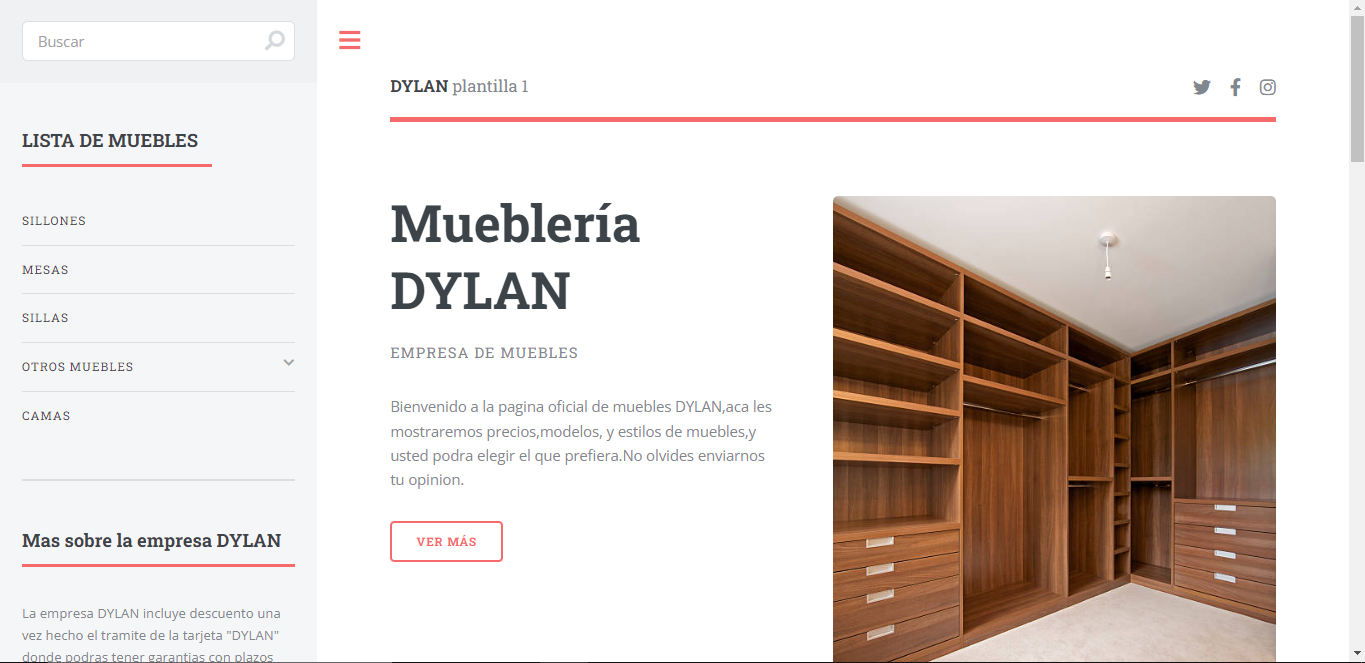 Buscar
LISTA DE MUEBLES
SILLONES
MESAS
SILLAS
OTROS MUEBLES
CAMAS
Mas sobre la empresa DYLAN
La empresa DYLAN incluye descuento una
vez hecho el tramite de la tarjeta "DYLAN"
donde podras tener garantias con plazos
DYLAN plantilla 1
Mueblería
DYLAN
EMPRESA DE MUEBLES
Bienvenido a la pagina oficial de muebles DYLAN,aca les
mostraremos precios,modelos, y estilos de muebles,y
usted podra elegir el que prefiera.No olvides enviarnos
tu opinion.
VER MÁS